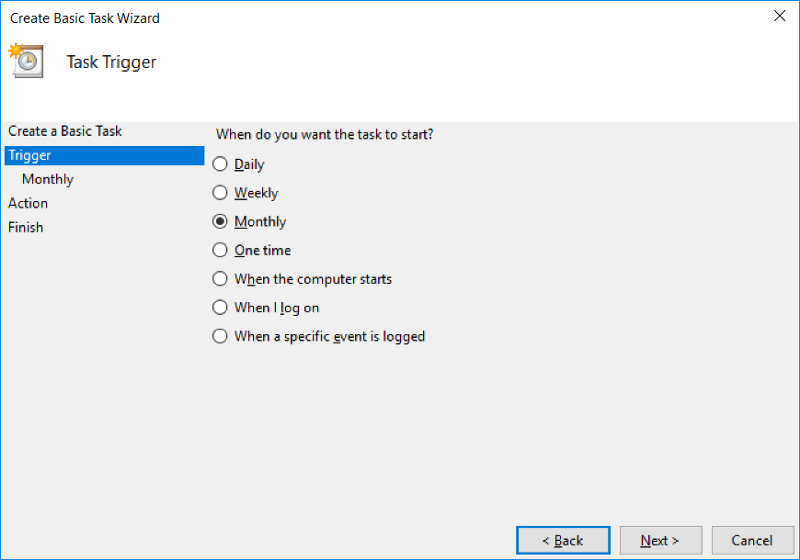 Create Basic Task Wizard
Task Trigger
Create a Basic Task
Trigger
Monthly
Action
Finish
When do you want the task to start?
Daily
Weekly
Monthly
One time
When the computer starts
When I log on
When a specific event is logged
< Back
Next >
Cancel